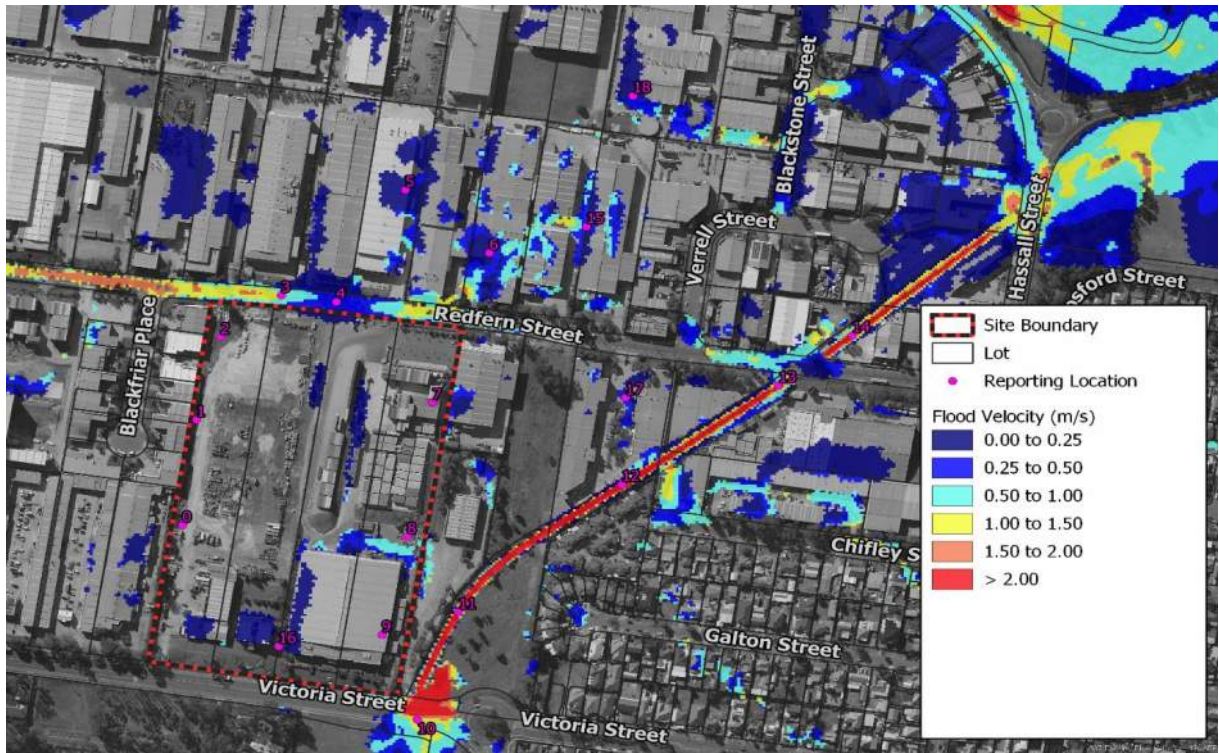 18
Blackstone Street
5
15
6
Verrell Street
Hassall Street
3
4
Redfern Street
2
14
Blackfriar Place
13
7
17
1
12
0
8
Chifley S
11
Galton Street
9
16
Victoria Street
10
Victoria Street
nsford Street
Site Boundary
Lot
Reporting Location
Flood Velocity (m/s)
0.00 to 0.25
0.25 to 0.50
0.50 to 1.00
1.00 to 1.50
1.50 to 2.00
> 2.00